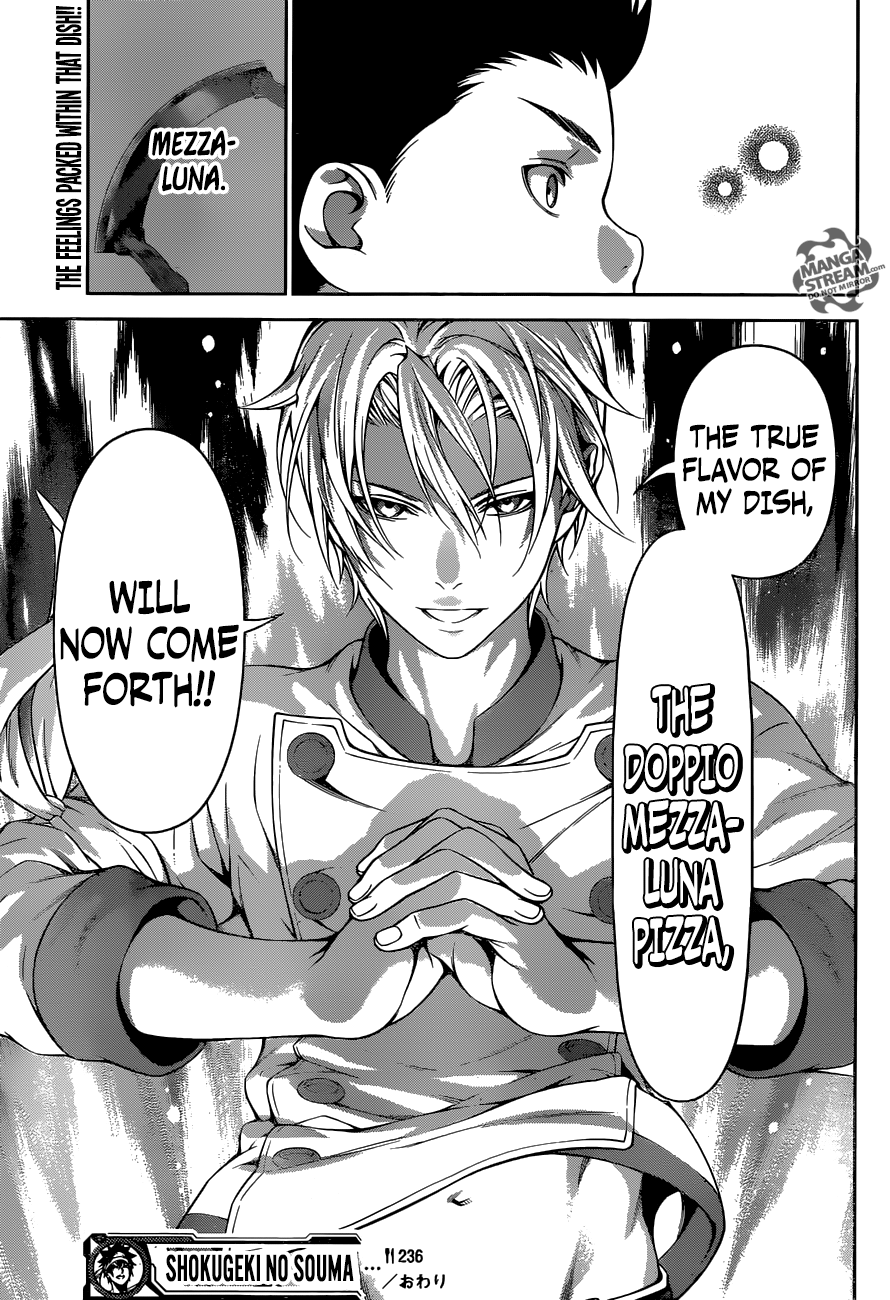 THE FEELINGS PACKED WITHIN THAT DISH!!
MEZZA-
LUNA.
MANGA
STREAM.com
DO NOT MIRROR
THE TRUE
FLAVOR OF
MY DISH,
THE
DOPPIO
MEZZA-
LUNA
PIZZA,
WILL
NOW COME
FORTH!!
SHOKUGEKI NO SOUMA ... 236
/おわり